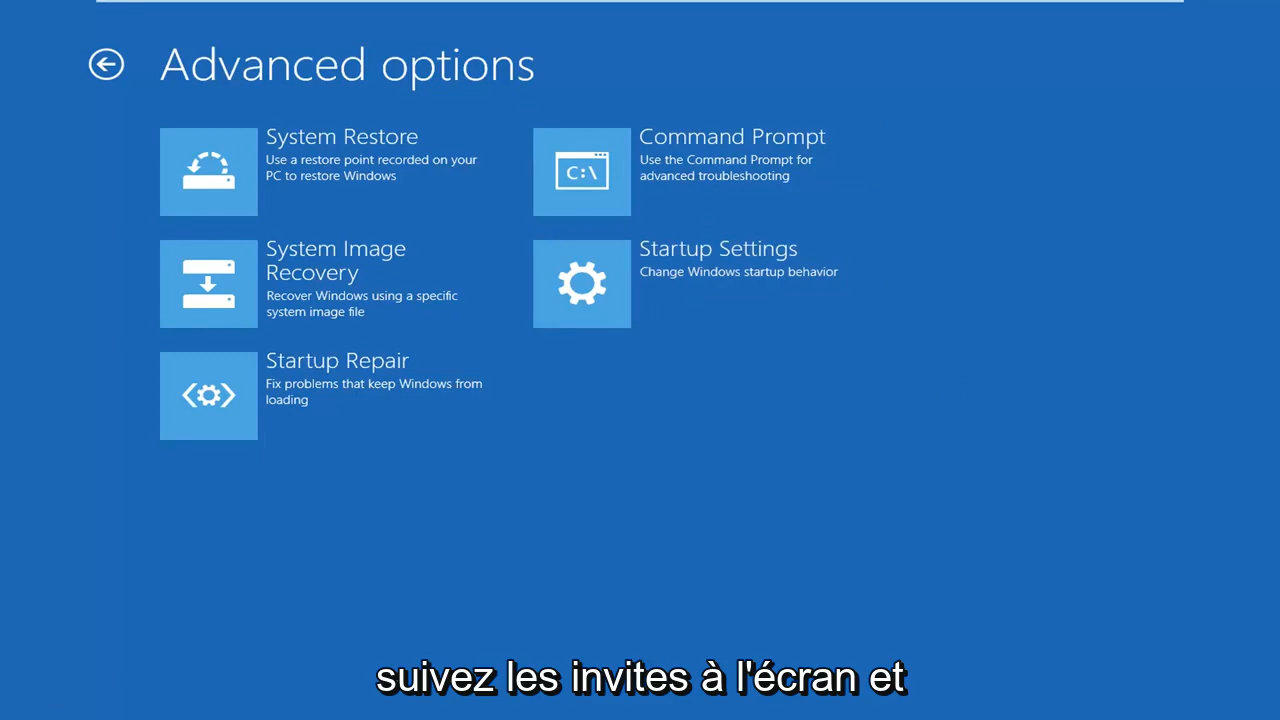 Advanced options
System Restore
Use a restore point recorded on your
PC to restore Windows
System Image
Recovery
Recover Windows using a specific
system image file
Startup Repair
Fix problems that keep Windows from
loading
C:\
Command Prompt
Use the Command Prompt for
advanced troubleshooting
Startup Settings
Change Windows startup behavior
suivez les invites à l'écran et